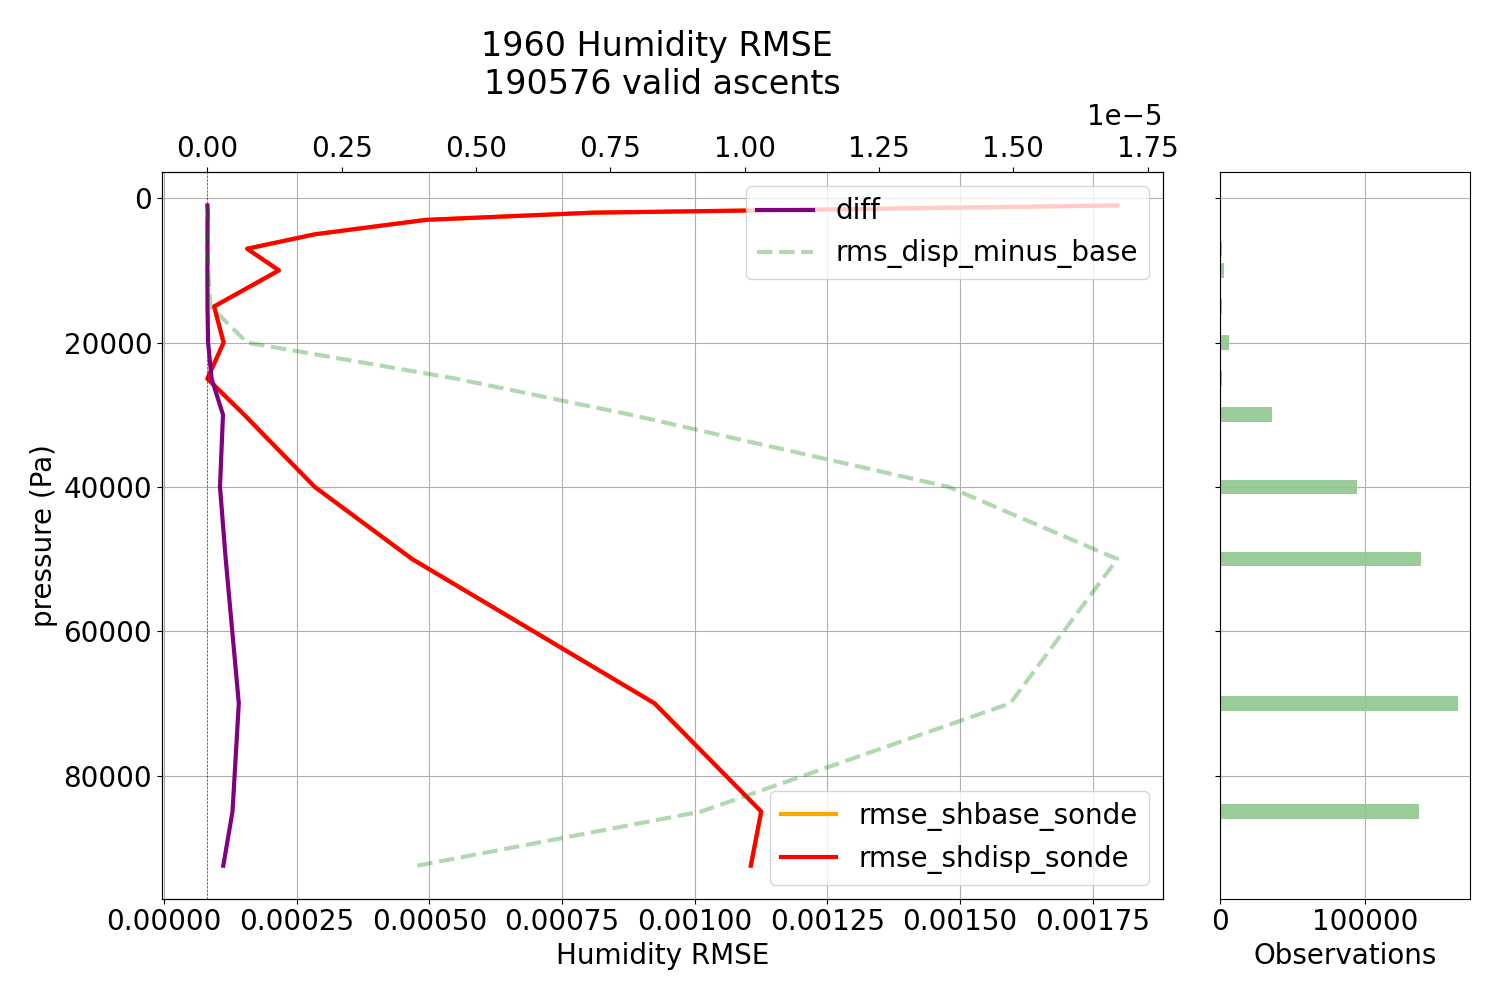 1960 Humidity RMSE
190576 valid ascents
1e−5
0.00 0.25 0.50 0.75 1.00 1.25 1.50 1.75
diff
rms_disp_minus_base
0
20000
40000
60000
80000
pressure (Pa)
rmse_shbase_sonde
rmse_shdisp_sonde
0.00000 0.00025 0.00050 0.00075 0.00100 0.00125 0.00150 0.00175
Humidity RMSE
0 100000
Observations